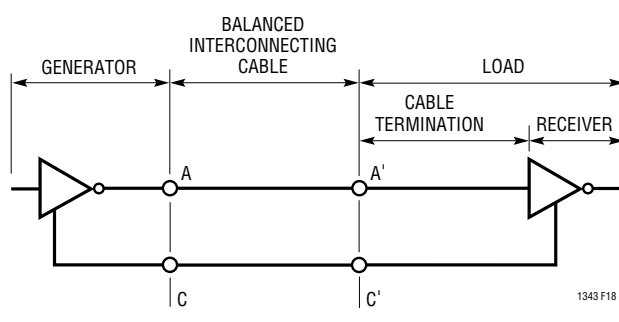 BALANCED
INTERCONNECTING
CABLE
GENERATOR
LOAD
CABLE
TERMINATION
RECEIVER
A
A'
C
C'
1343 F18